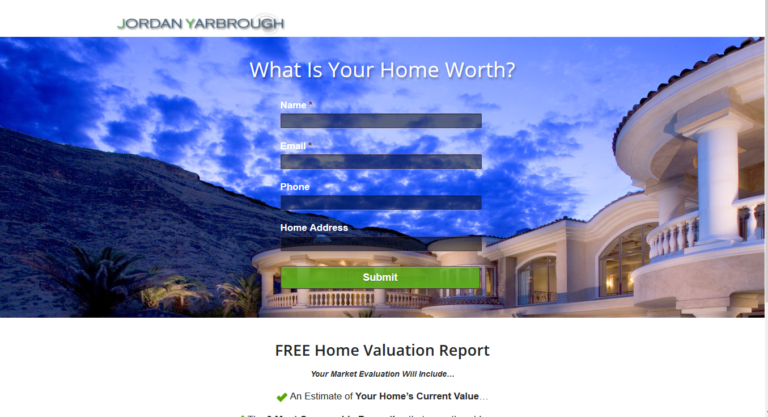 JORDAN YARBROUGH
What Is Your Home Worth?
Name *
Email *
Phone
Home Address
Submit
FREE Home Valuation Report
Your Market Evaluation Will Include…
An Estimate of Your Home's Current Value…